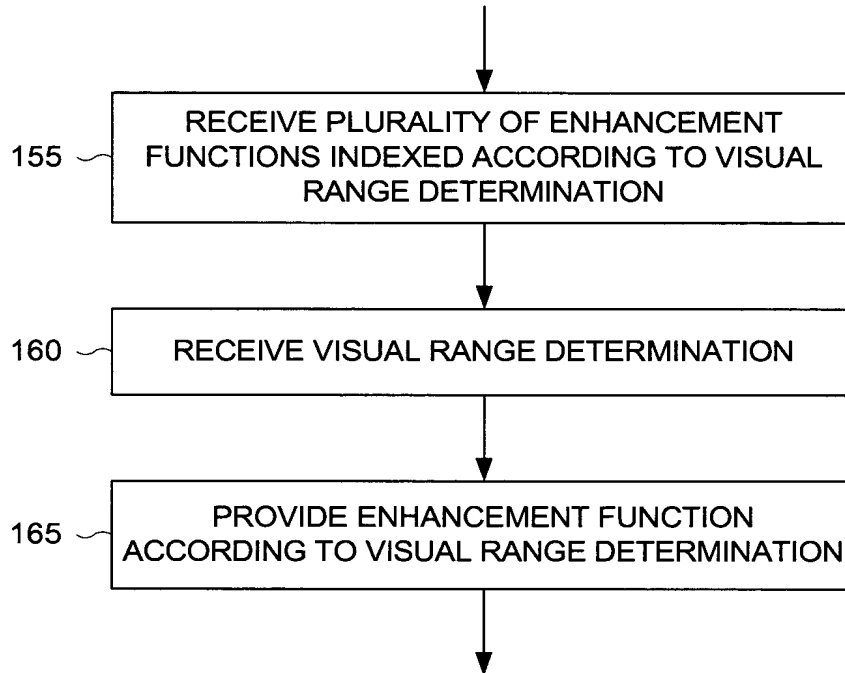 155
RECEIVE PLURALITY OF ENHANCEMENT
FUNCTIONS INDEXED ACCORDING TO VISUAL
RANGE DETERMINATION
160
RECEIVE VISUAL RANGE DETERMINATION
165
PROVIDE ENHANCEMENT FUNCTION
ACCORDING TO VISUAL RANGE DETERMINATION